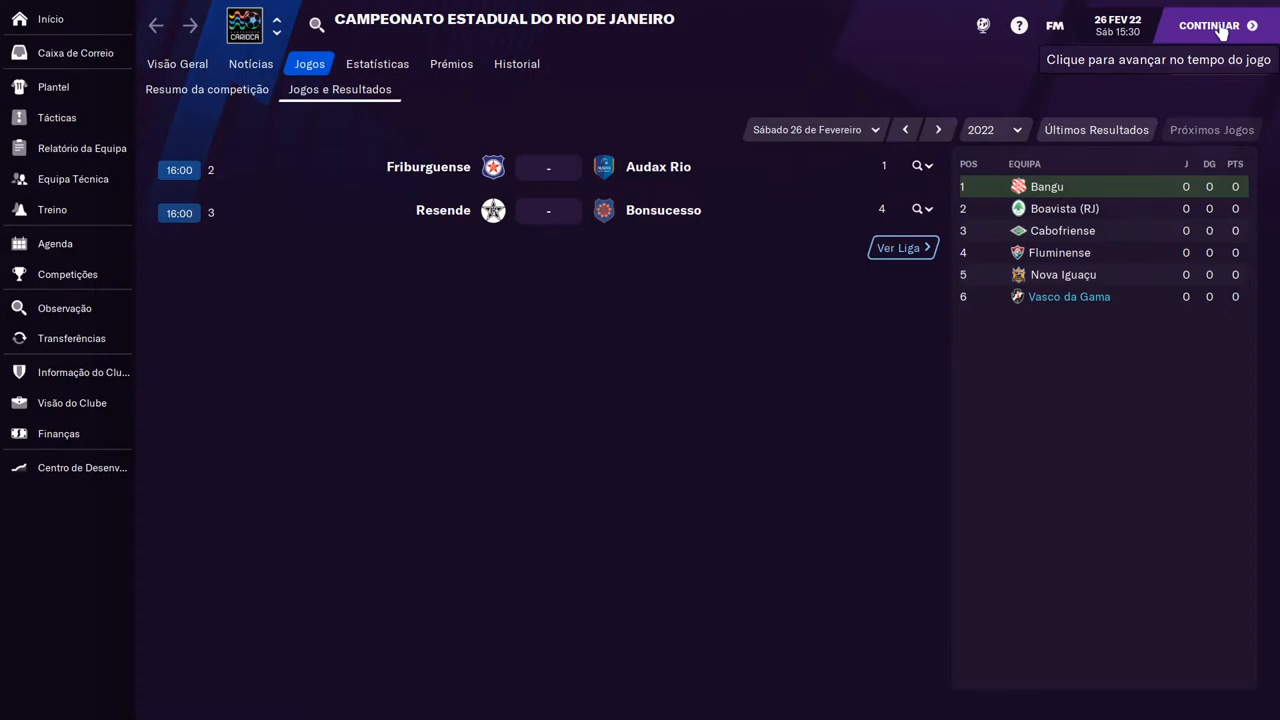 Início
Caixa de Correio
Plantel
Tácticas
Relatório da Equipa
Equipa Técnica
Treino
Agenda
Competições
Observação
Transferências
Informação do Clu...
Visão do Clube
Finanças
Centro de Desenv...
CAMPEONATO ESTADUAL DO RIO DE JANEIRO
CARIOCA
? FM
26 FEV 22
Sáb 15:30
CONTINUAR
Clique para avançar no tempo do jogo
Visão Geral Notícias Jogos Estatísticas Prémios Historial
Resumo da competição Jogos e Resultados
Sábado 26 de Fevereiro 2022 Últimos Resultados Próximos Jogos
16:00 2 Friburguense - Audax Rio 1
16:00 3 Resende - Bonsucesso 4
Ver Liga
POS EQUIPA J DG PTS
1 Bangu 0 0 0
2 Boavista (RJ) 0 0 0
3 Cabofriense 0 0 0
4 Fluminense 0 0 0
5 Nova Iguaçu 0 0 0
6 Vasco da Gama 0 0 0